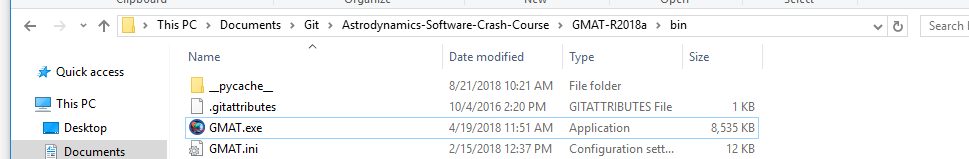 Clipboard Organize New Open
This PC > Documents > Git > Astrodynamics-Software-Crash-Course > GMAT-R2018a > bin Search
Name Date modified Type Size
Quick access
__pycache__ 8/21/2018 10:21 AM File folder
.gitattributes 10/4/2016 2:20 PM GITATTRIBUTES File 1 KB
This PC
Desktop GMAT.exe 4/19/2018 11:51 AM Application 8,535 KB
Documents GMAT.ini 2/15/2018 12:37 PM Configuration sett... 12 KB